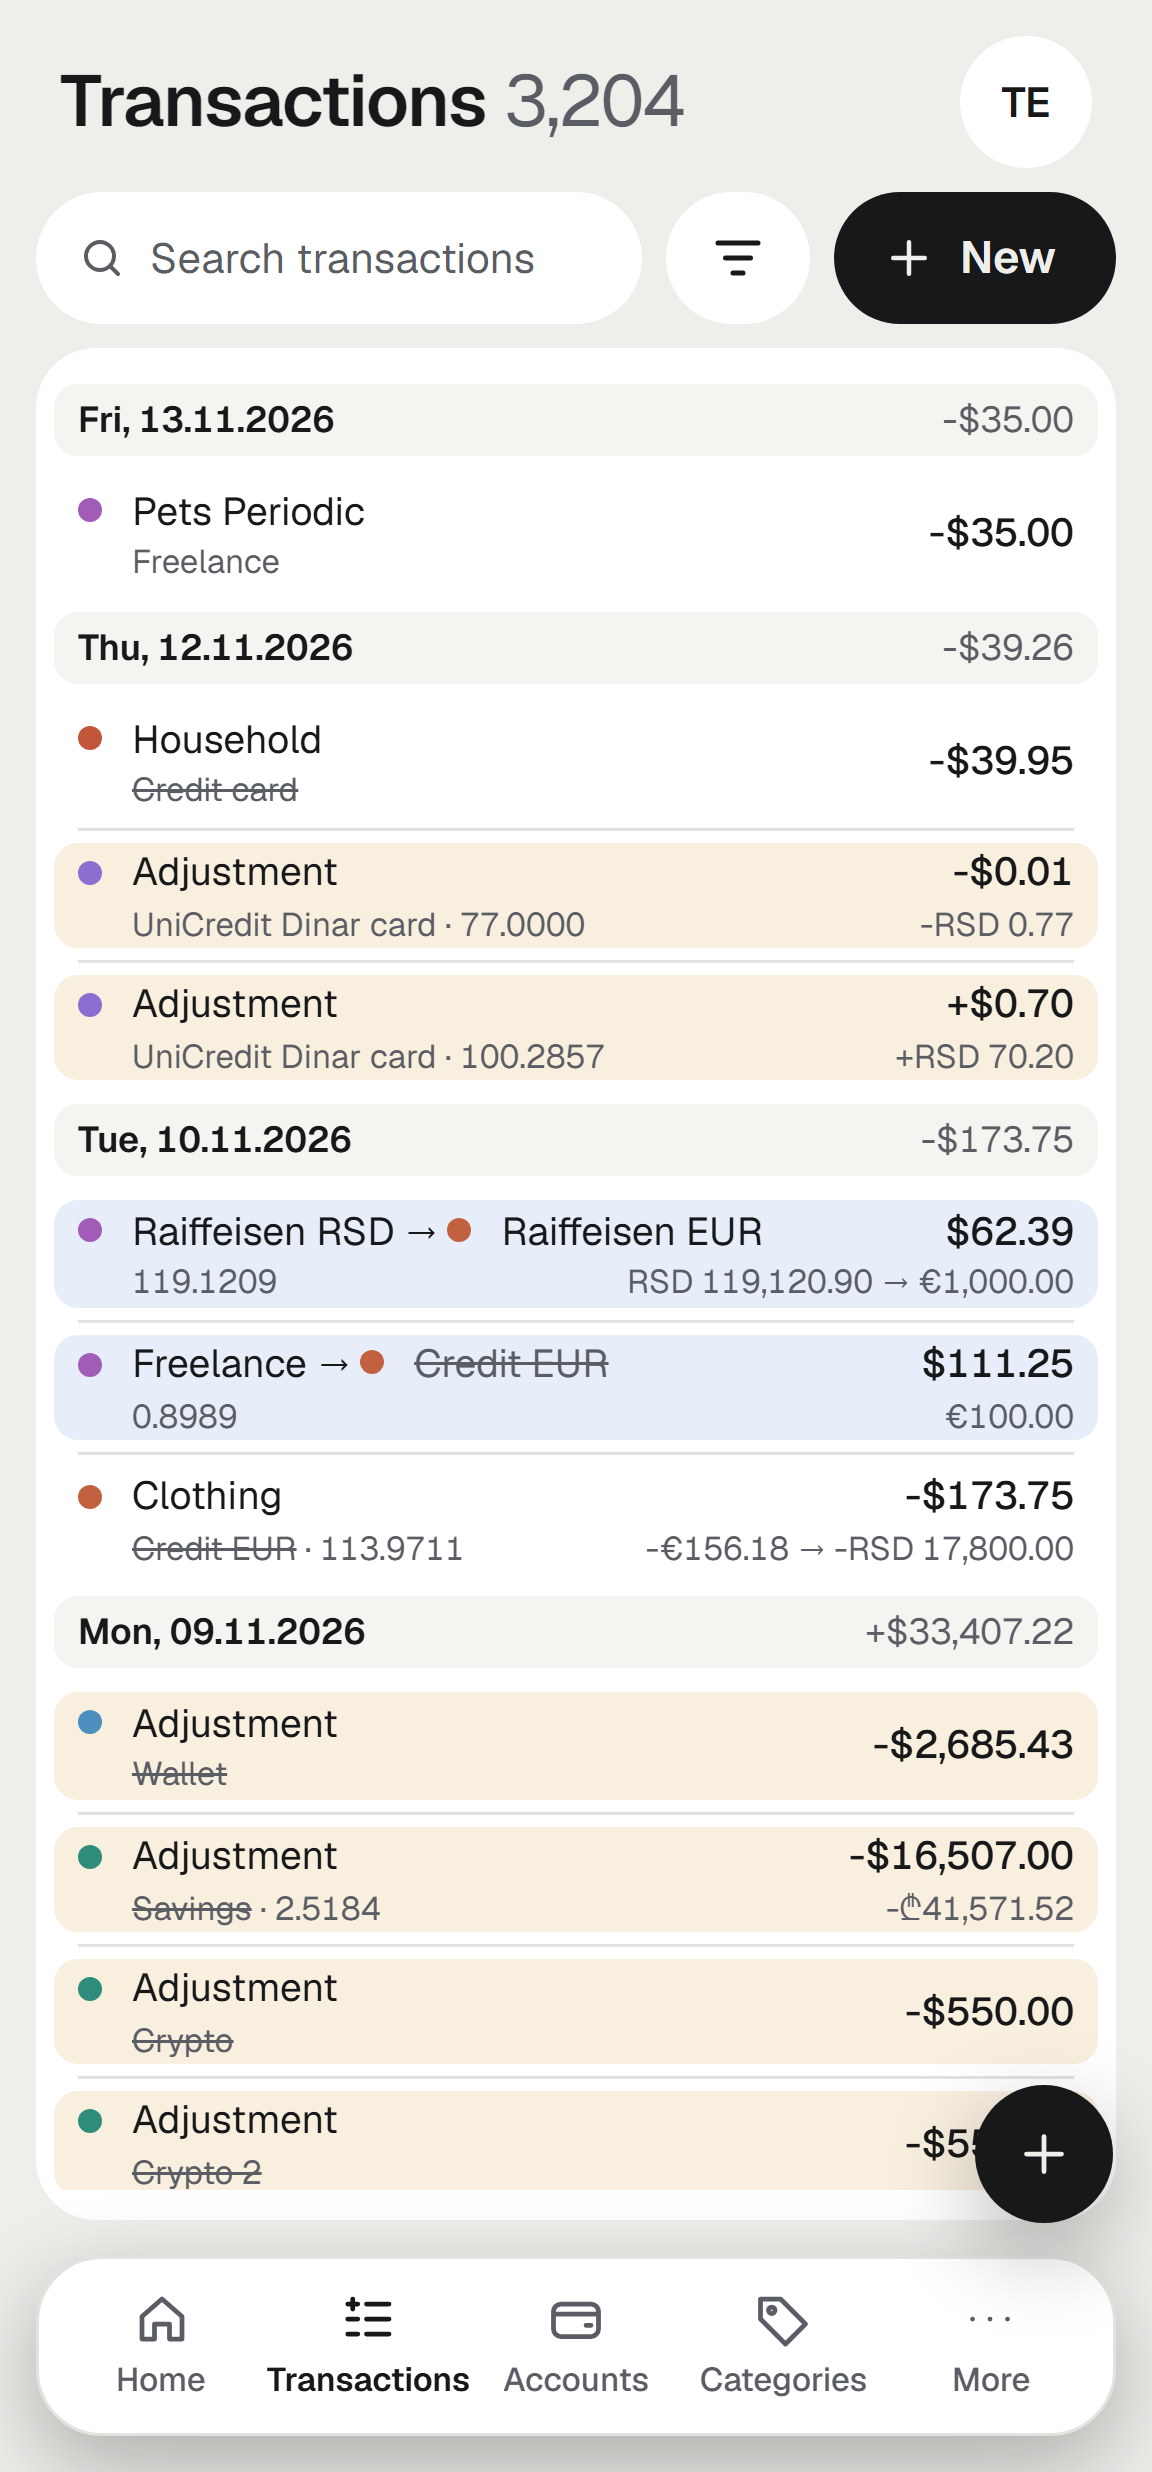 Transactions 3,204
TE
Search transactions
New
Fri, 13.11.2026 -$35.00
Pets Periodic
-$35.00
Freelance
Thu, 12.11.2026 -$39.26
Household
-$39.95
Credit card
Adjustment -$0.01
UniCredit Dinar card · 77.0000 -RSD 0.77
Adjustment +$0.70
UniCredit Dinar card · 100.2857 +RSD 70.20
Tue, 10.11.2026 -$173.75
Raiffeisen RSD → Raiffeisen EUR $62.39
119.1209 RSD 119,120.90 → €1,000.00
Freelance → Credit EUR $111.25
0.8989 €100.00
Clothing -$173.75
Credit EUR · 113.9711 -€156.18 → -RSD 17,800.00
Mon, 09.11.2026 +$33,407.22
Adjustment
-$2,685.43
Wallet
Adjustment -$16,507.00
Savings · 2.5184 -₾41,571.52
Adjustment
-$550.00
Crypto
Adjustment
Crypto 2
Home Transactions Accounts Categories More